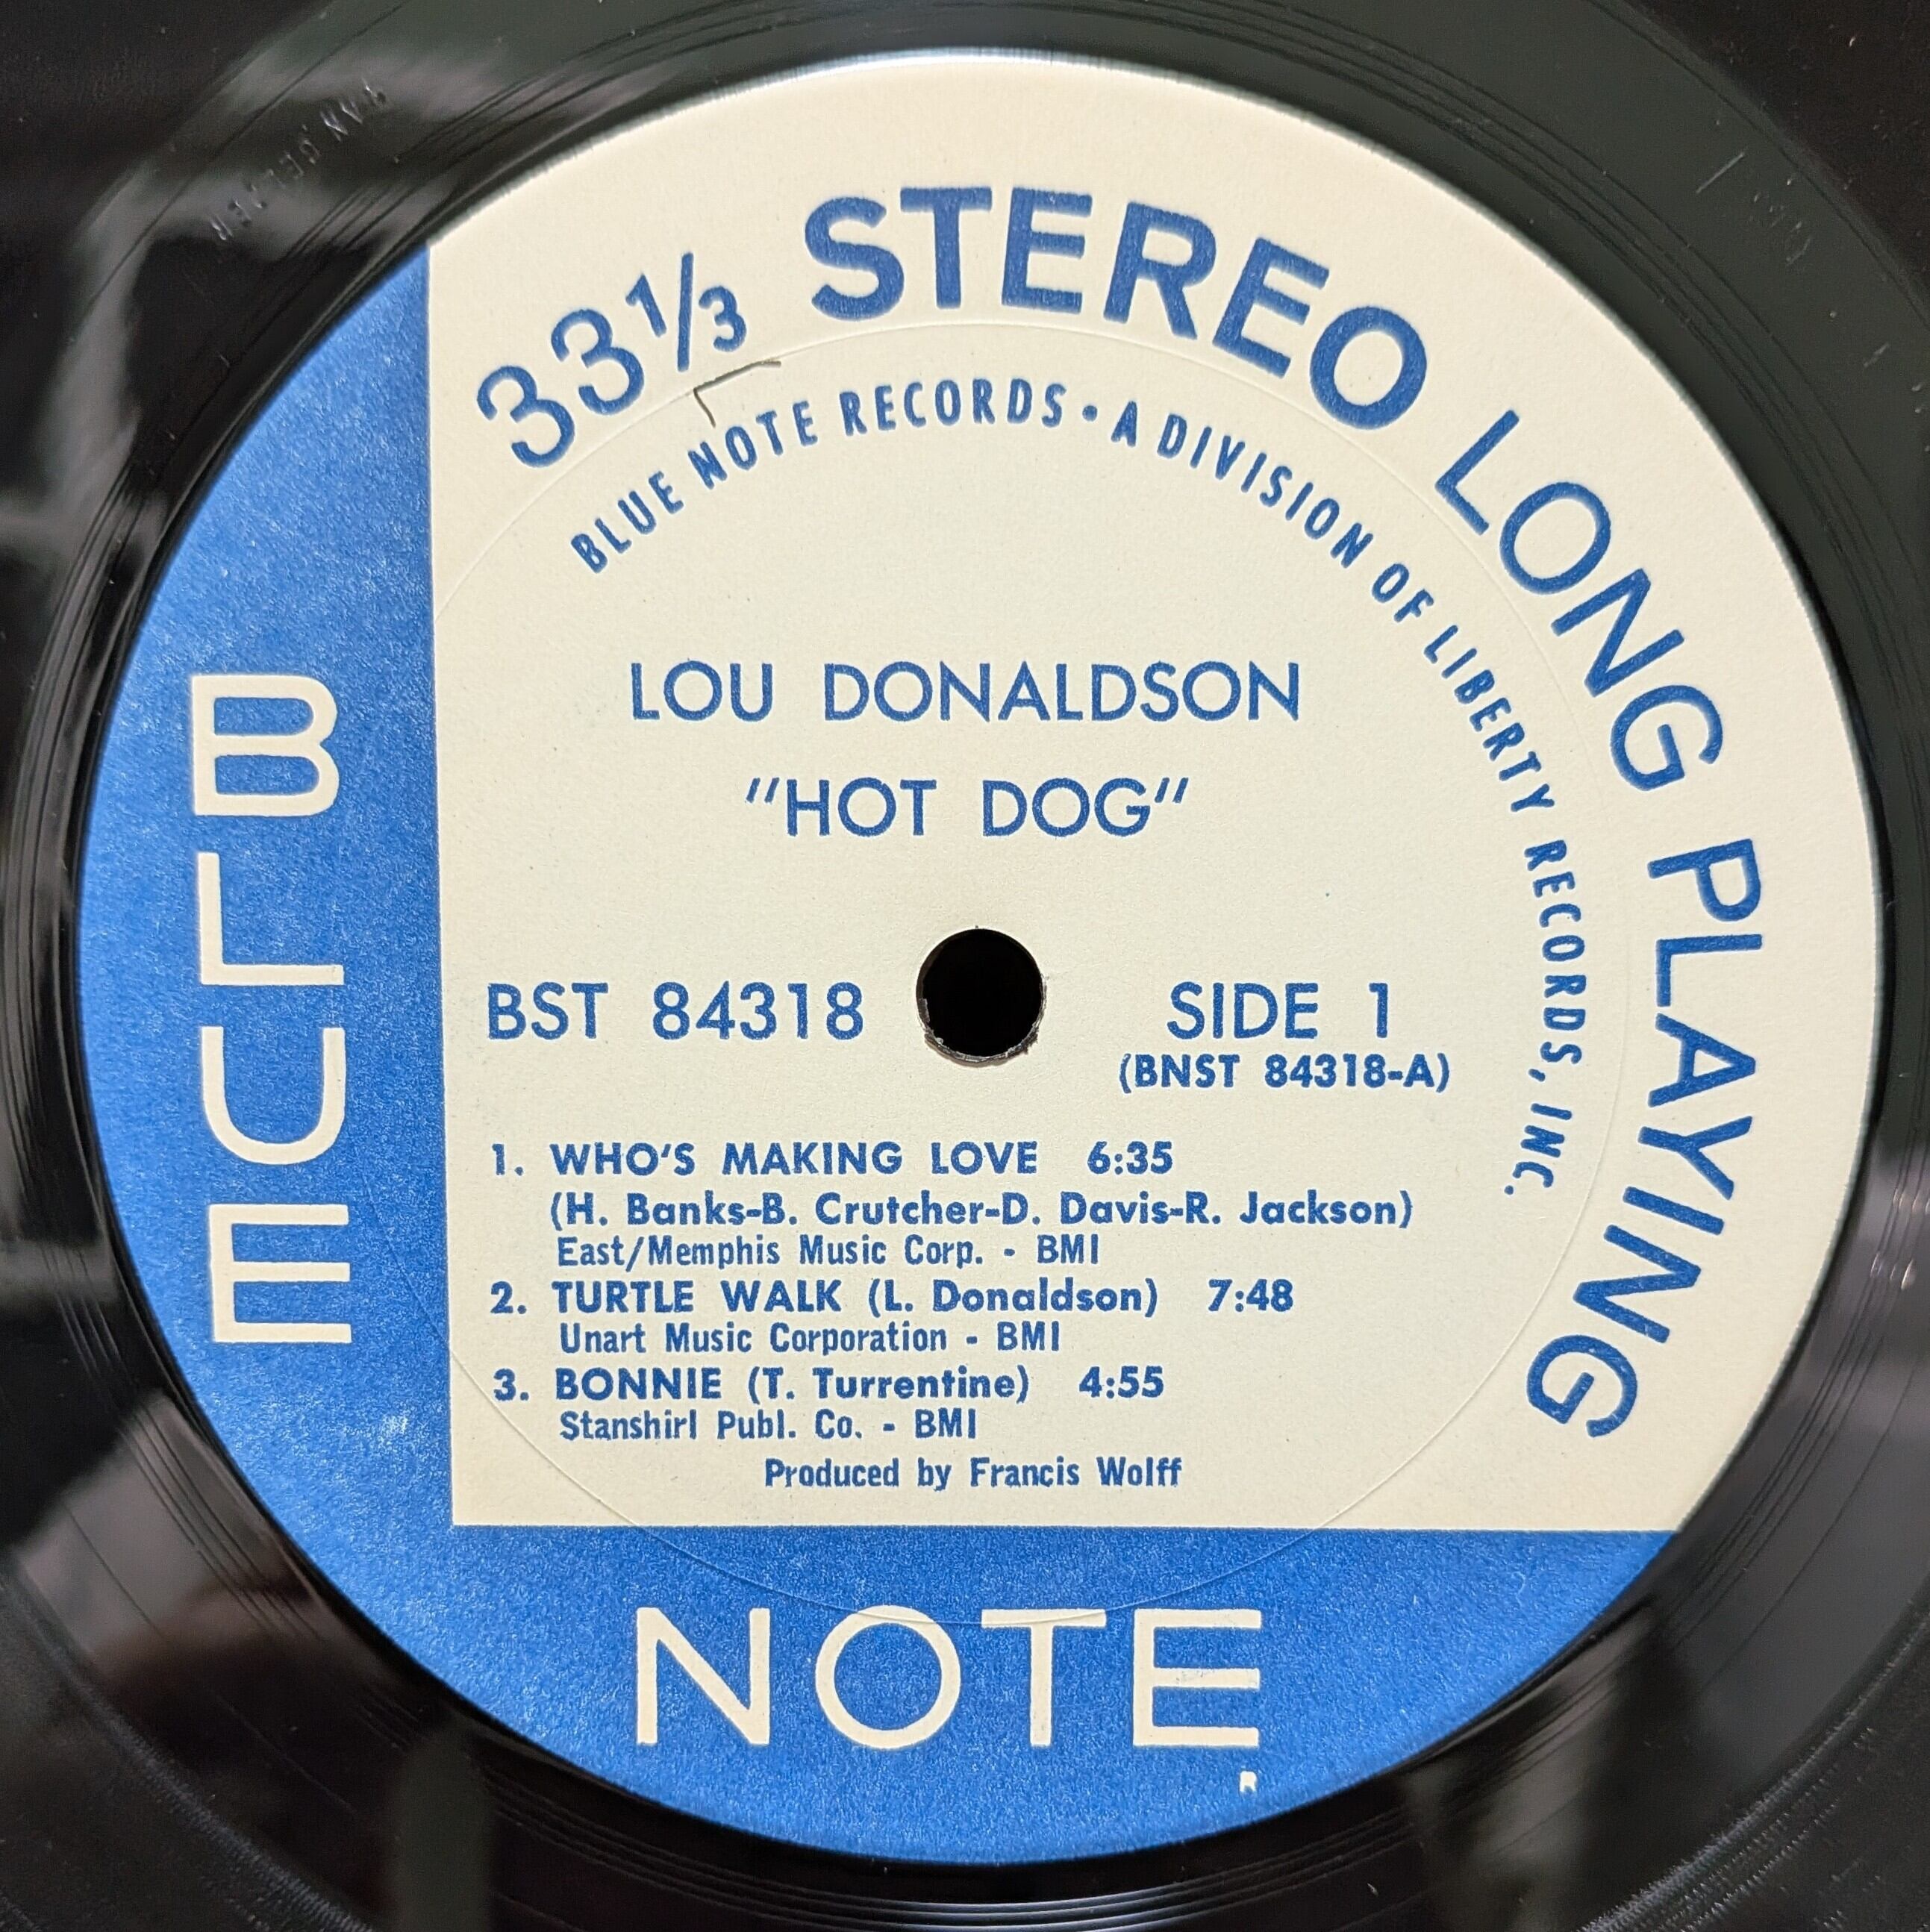 VAN GELDER
33⅓ STEREO LONG PLAYING
BLUE NOTE RECORDS • A DIVISION OF LIBERTY RECORDS, INC.
LOU DONALDSON
"HOT DOG"
BST 84318
SIDE 1
(BNST 84318-A)
1. WHO'S MAKING LOVE 6:35
(H. Banks-B. Crutcher-D. Davis-R. Jackson)
East/Memphis Music Corp. - BMI
2. TURTLE WALK (L. Donaldson) 7:48
Unart Music Corporation - BMI
3. BONNIE (T. Turrentine) 4:55
Stanshirl Publ. Co. - BMI
Produced by Francis Wolff
BLUE
NOTE
R